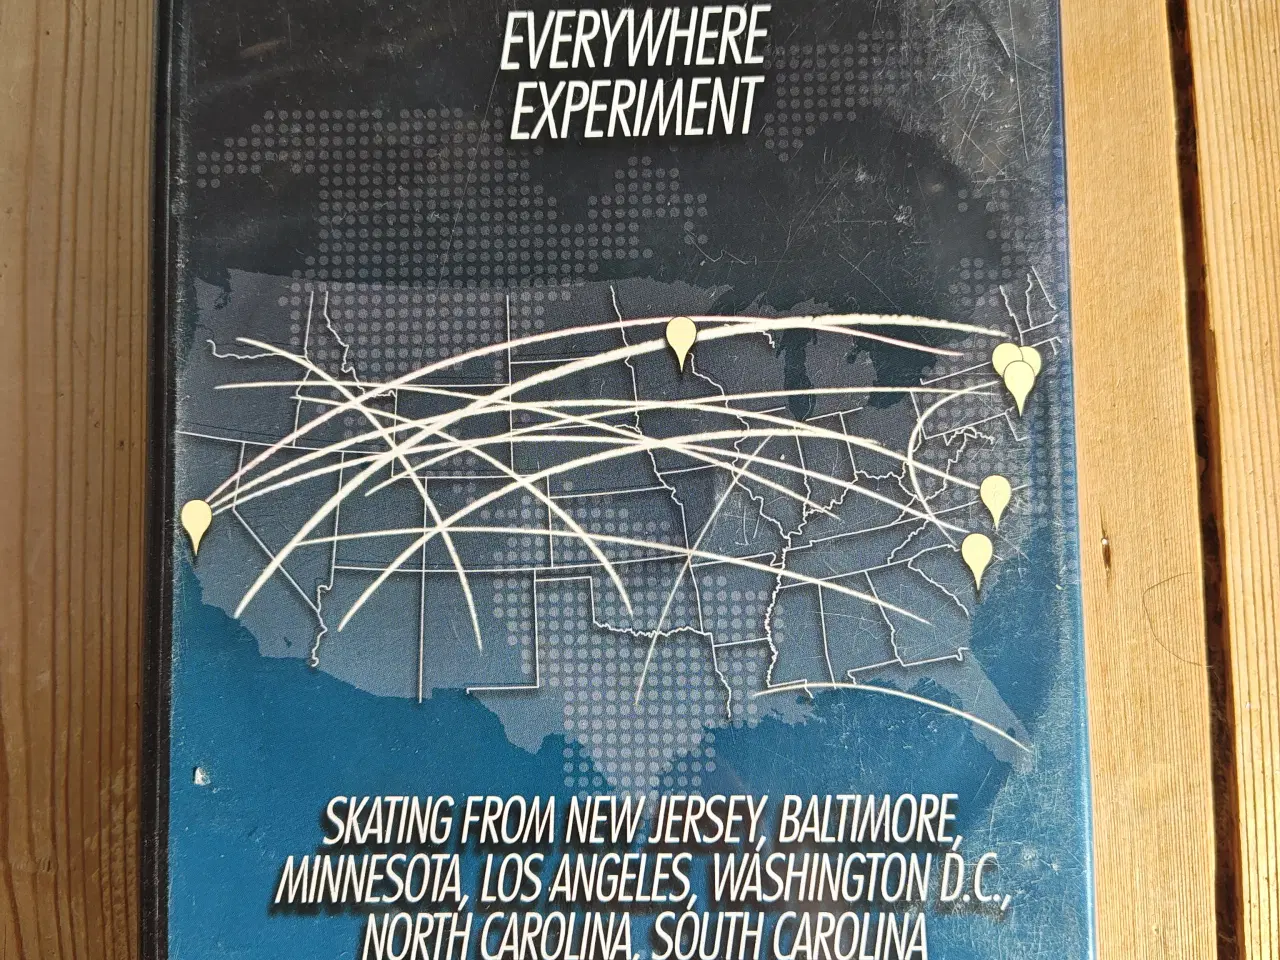 EVERYWHERE
EXPERIMENT
SKATING FROM NEW JERSEY, BALTIMORE,
MINNESOTA, LOS ANGELES, WASHINGTON D.C.,
NORTH CAROLINA, SOUTH CAROLINA